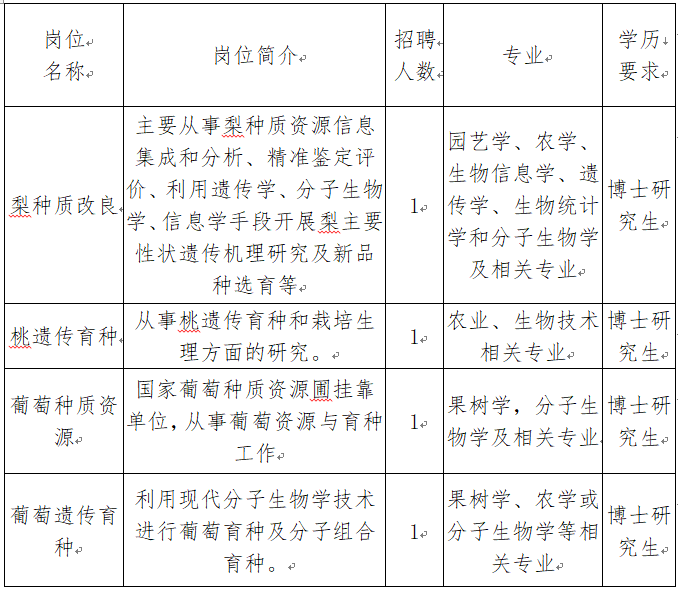 岗位
名称
岗位简介
招聘
人数
专业
学历
要求
梨种质改良
主要从事梨种质资源信息
集成和分析、精准鉴定评
价、利用遗传学、分子生物
学、信息学手段开展梨主要
性状遗传机理研究及新品
种选育等
1
园艺学、农学、
生物信息学、遗
传学、生物统计
学和分子生物学
及相关专业
博士研
究生
桃遗传育种
从事桃遗传育种和栽培生
理方面的研究。
1
农业、生物技术
相关专业
博士研
究生
葡萄种质资
源
国家葡萄种质资源圃挂靠
单位，从事葡萄资源与育种
工作
1
果树学，分子生
物学及相关专业
博士研
究生
葡萄遗传育
种
利用现代分子生物学技术
进行葡萄育种及分子组合
育种。
1
果树学、农学或
分子生物学等相
关专业
博士研
究生